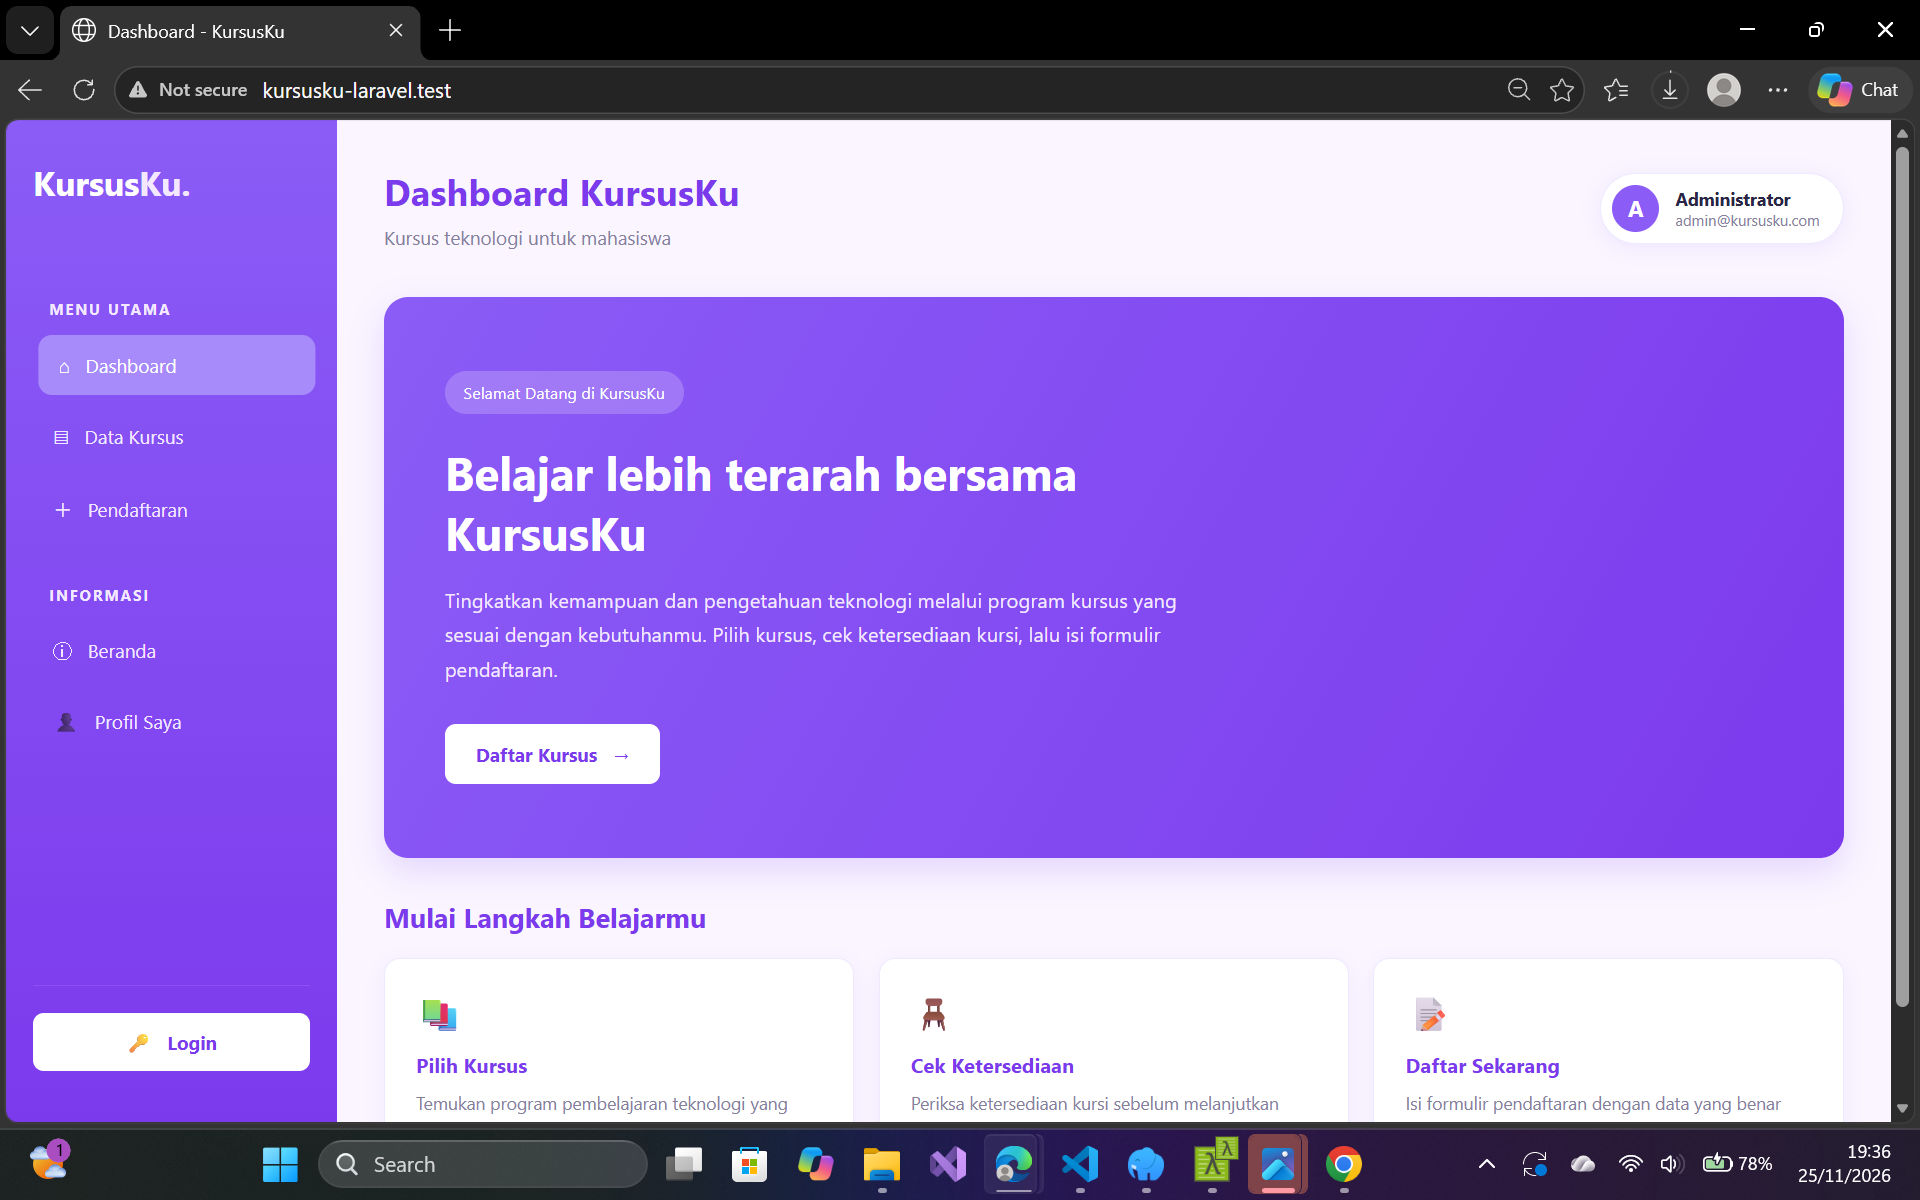 Dashboard - KursusKu
Not secure kursusku-laravel.test
Chat
KursusKu.
MENU UTAMA
Dashboard
Data Kursus
Pendaftaran
INFORMASI
Beranda
Profil Saya
Login
Dashboard KursusKu
Kursus teknologi untuk mahasiswa
A
Administrator
admin@kursusku.com
Selamat Datang di KursusKu
Belajar lebih terarah bersama
KursusKu
Tingkatkan kemampuan dan pengetahuan teknologi melalui program kursus yang
sesuai dengan kebutuhanmu. Pilih kursus, cek ketersediaan kursi, lalu isi formulir
pendaftaran.
Daftar Kursus →
Mulai Langkah Belajarmu
Pilih Kursus
Temukan program pembelajaran teknologi yang
Cek Ketersediaan
Periksa ketersediaan kursi sebelum melanjutkan
Daftar Sekarang
Isi formulir pendaftaran dengan data yang benar
1
Search
78%
19:36
25/11/2026